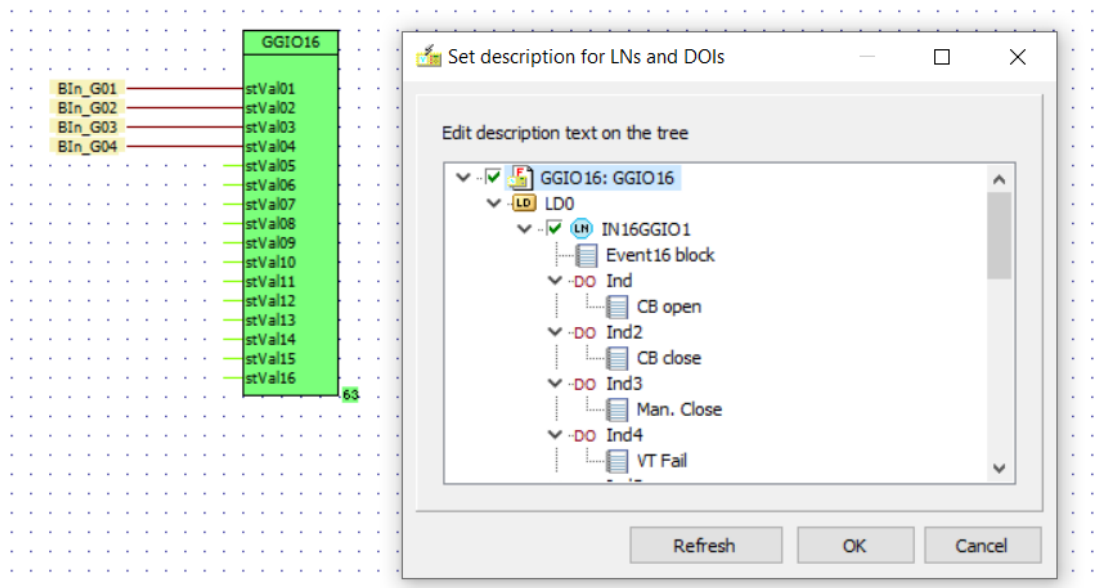 GGIO16
BIn_G01
BIn_G02
BIn_G03
BIn_G04
stVal01
stVal02
stVal03
stVal04
stVal05
stVal06
stVal07
stVal08
stVal09
stVal10
stVal11
stVal12
stVal13
stVal14
stVal15
stVal16
63
Set description for LNs and DOIs
Edit description text on the tree
F GGIO16: GGIO16
LD LD0
LN IN16GGIO1
Event16 block
DO Ind
CB open
DO Ind2
CB close
DO Ind3
Man. Close
DO Ind4
VT Fail
Refresh OK Cancel